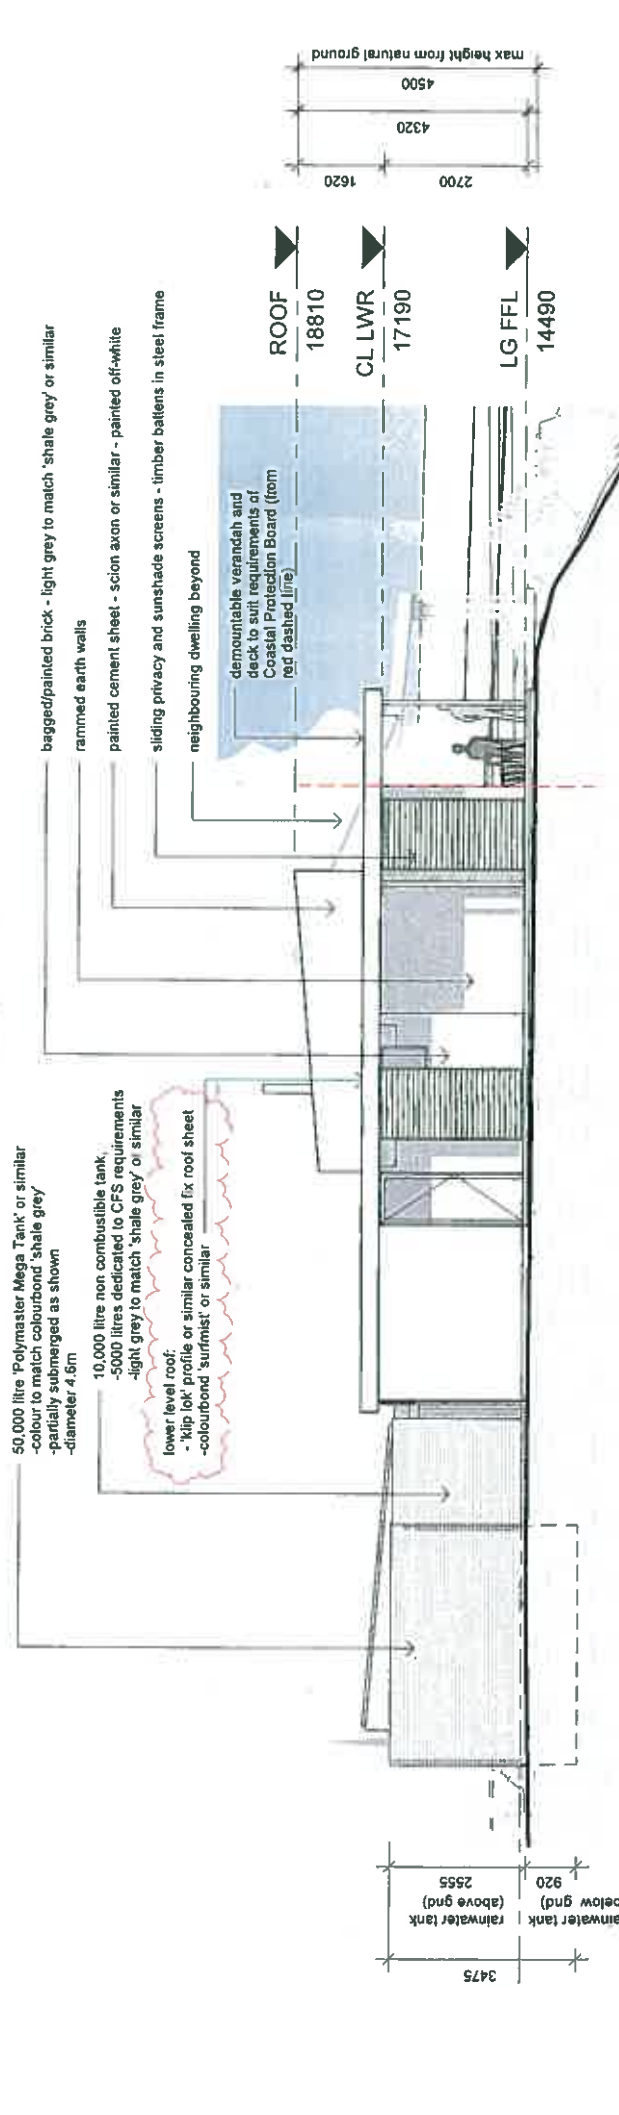 50,000 litre 'Polymaster Mega Tank' or similar
-colour to match colourbond 'shale grey'
-partially submerged as shown
-diameter 4.6m
10,000 litre non combustible tank,
-5000 litres dedicated to CFS requirements
-light grey to match 'shale grey' or similar
lower level roof:
- 'klip lok' profile or similar concealed fix roof sheet
-colourbond 'surfmist' or similar
bagged/painted brick - light grey to match 'shale grey' or similar
rammed earth walls
painted cement sheet - scion axon or similar - painted off-white
sliding privacy and sunshade screens - timber battens in steel frame
neighbouring dwelling beyond
demountable verandah and
deck to suit requirements of
Coastal Protection Board (from
red dashed line)
ROOF
18810
CL LWR
17190
LG FFL
14490
1620
2700
4320
4500
max height from natural ground
2555
rainwater tank
(above gnd)
920
rainwater tank
(below gnd)
3475